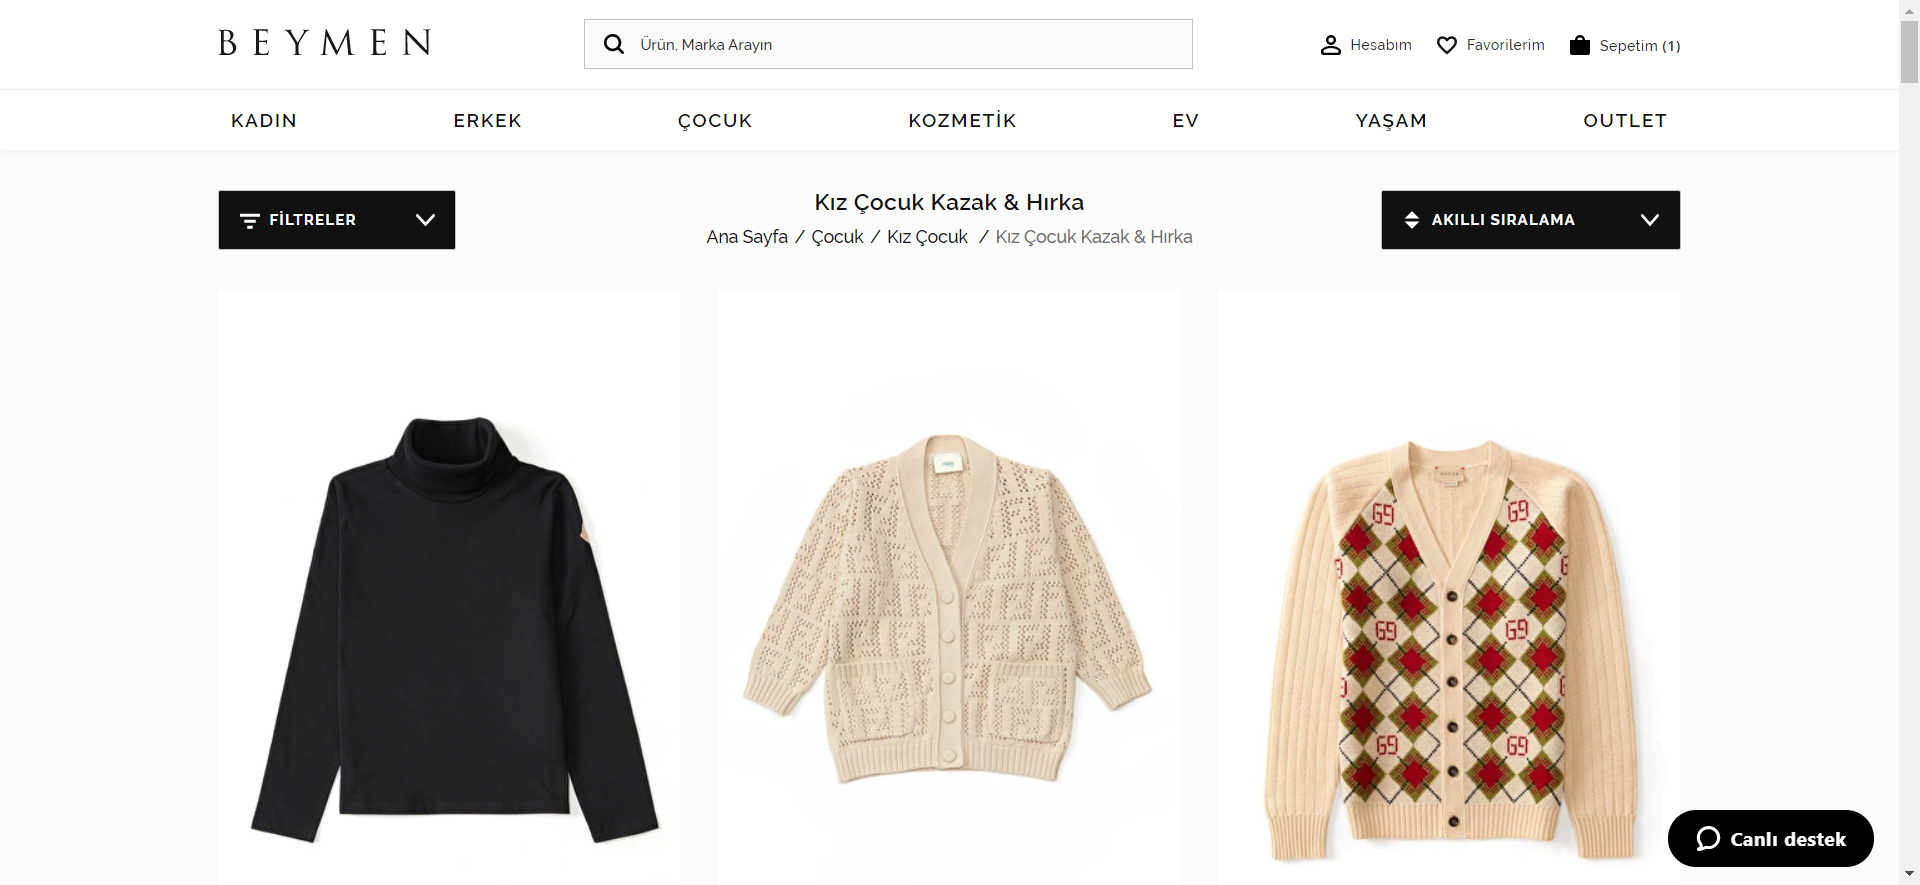 BEYMEN
Ürün, Marka Arayın
Hesabım
Favorilerim
Sepetim (1)
KADIN
ERKEK
ÇOCUK
KOZMETİK
EV
YAŞAM
OUTLET
FİLTRELER
Kız Çocuk Kazak & Hırka
Ana Sayfa / Çocuk / Kız Çocuk / Kız Çocuk Kazak & Hırka
AKILLI SIRALAMA
Canlı destek